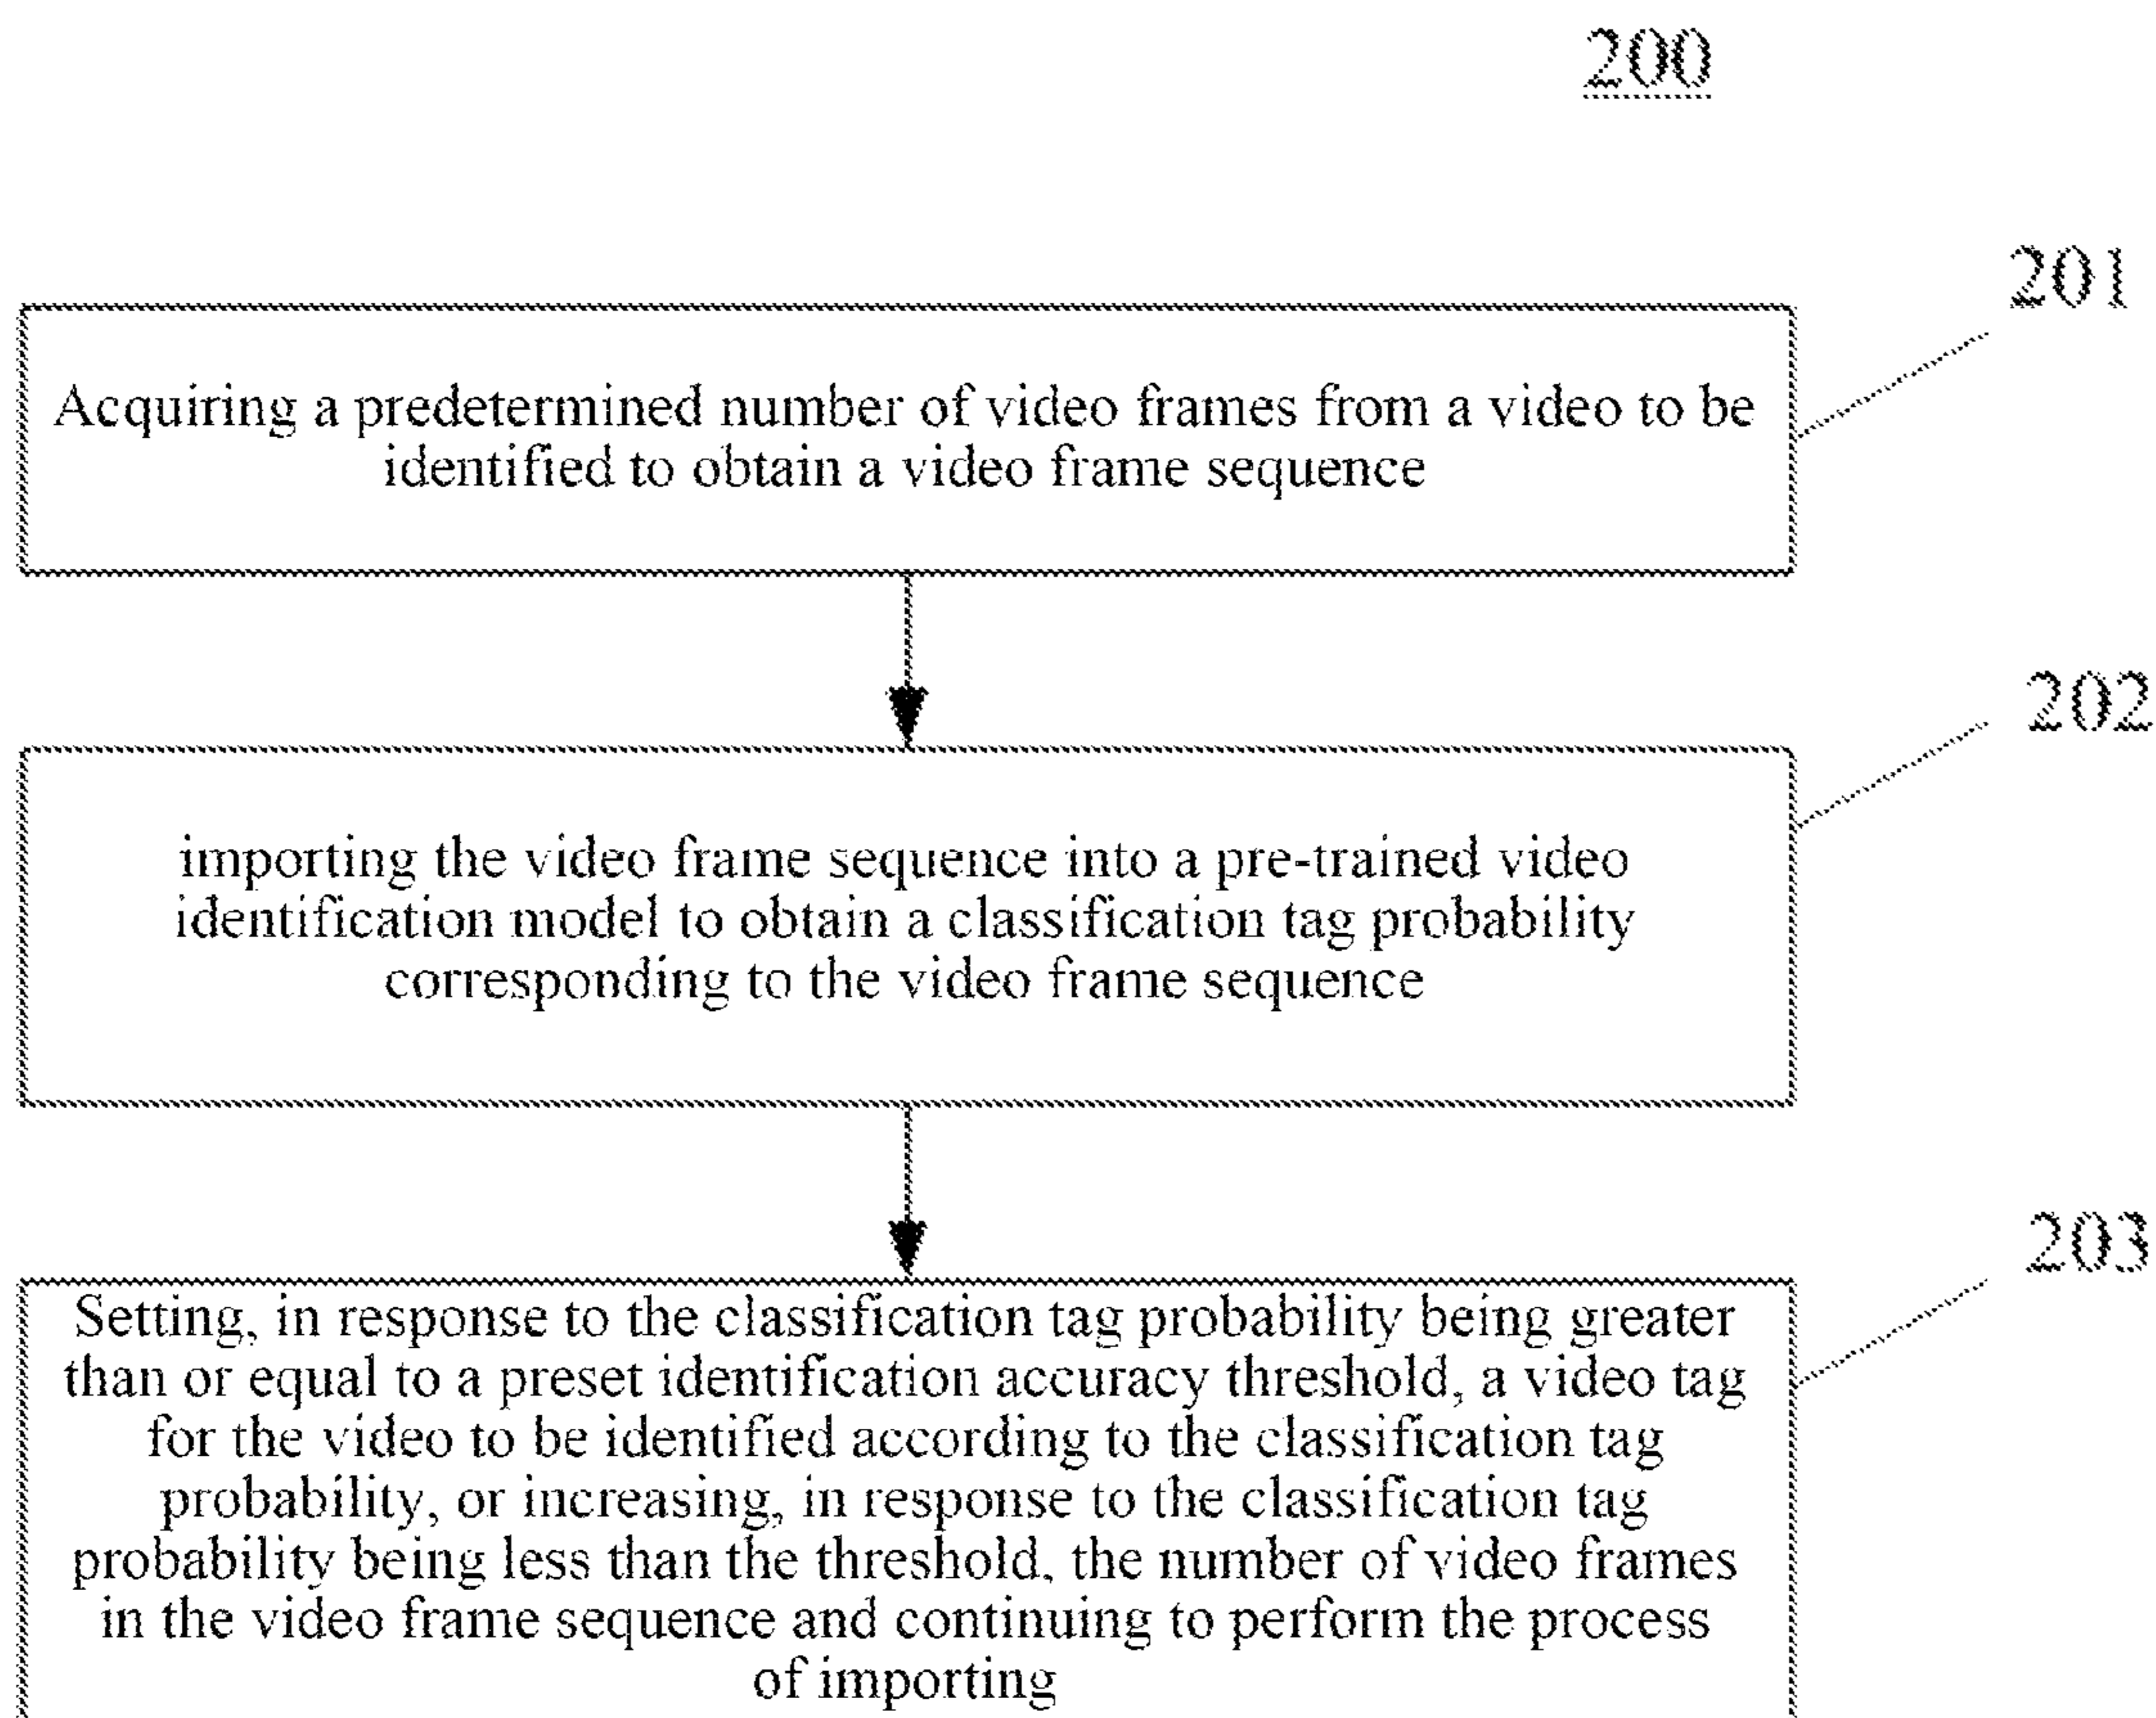 200
201
Acquiring a predetermined number of video frames from a video to be
identified to obtain a video frame sequence
202
importing the video frame sequence into a pre-trained video
identification model to obtain a classification tag probability
corresponding to the video frame sequence
203
Setting, in response to the classification tag probability being greater
than or equal to a preset identification accuracy threshold, a video tag
for the video to be identified according to the classification tag
probability, or increasing, in response to the classification tag
probability being less than the threshold, the number of video frames
in the video frame sequence and continuing to perform the process
of importing